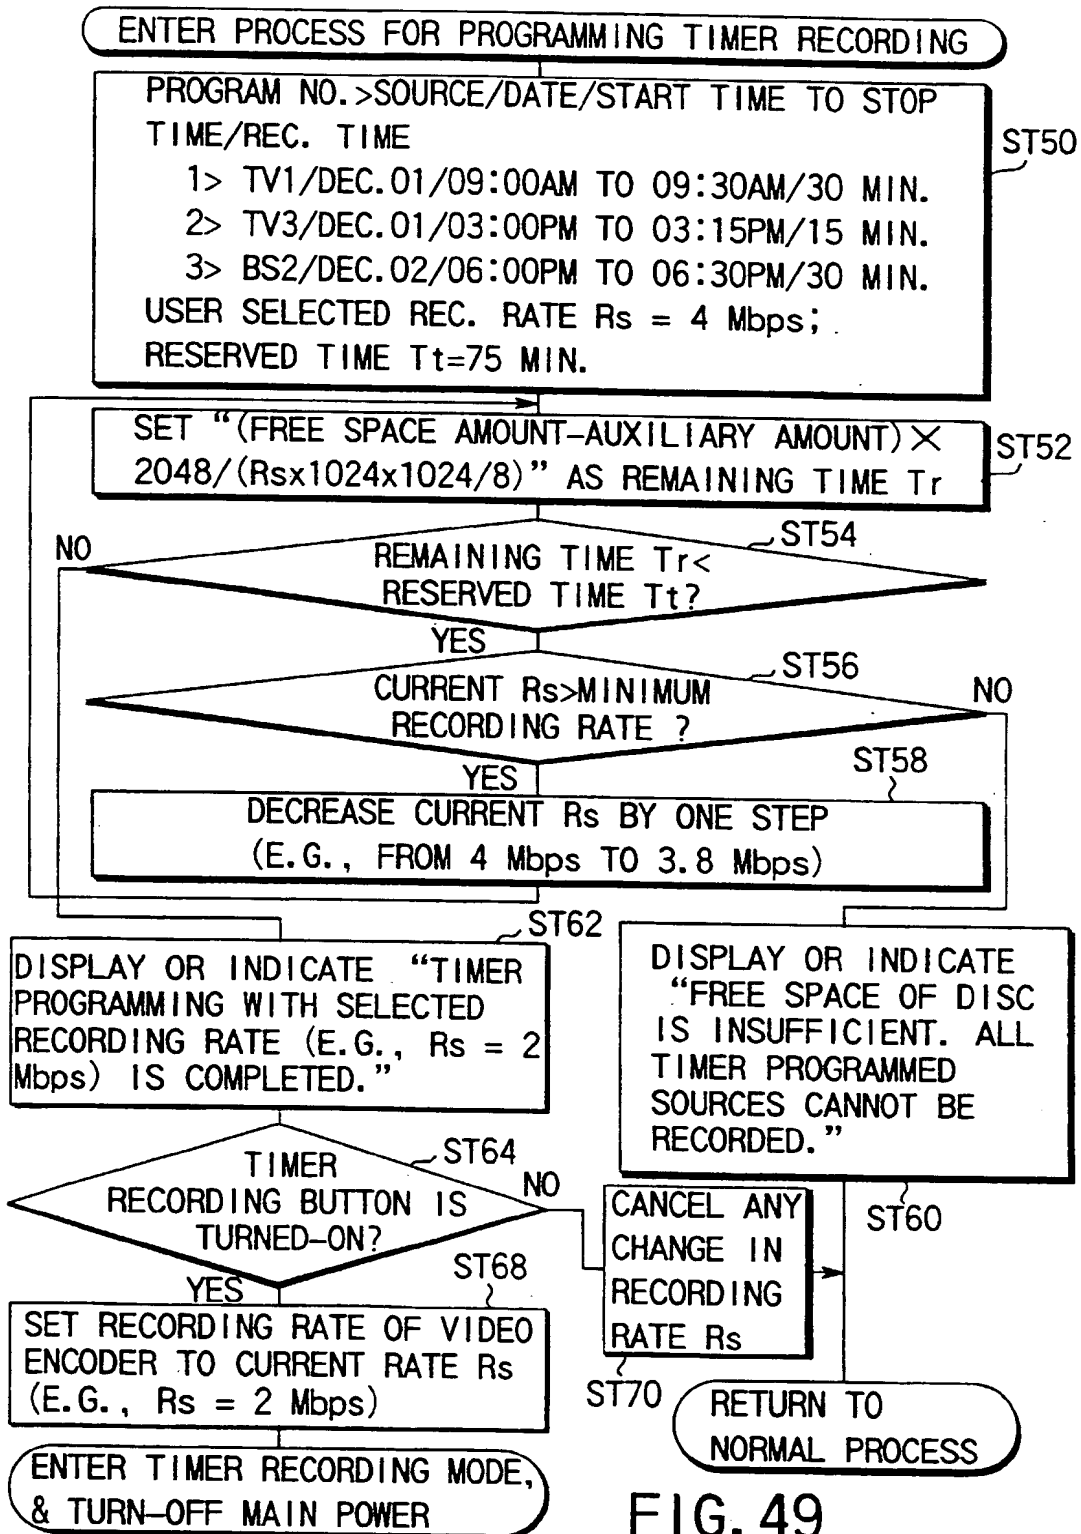 ENTER PROCESS FOR PROGRAMMING TIMER RECORDING
PROGRAM NO.>SOURCE/DATE/START TIME TO STOP
TIME/REC. TIME
1> TV1/DEC.01/09:00AM TO 09:30AM/30 MIN.
2> TV3/DEC.01/03:00PM TO 03:15PM/15 MIN.
3> BS2/DEC.02/06:00PM TO 06:30PM/30 MIN.
USER SELECTED REC. RATE Rs = 4 Mbps;
RESERVED TIME Tt=75 MIN.
ST50
SET “(FREE SPACE AMOUNT-AUXILIARY AMOUNT)×
2048/(Rsx1024x1024/8)” AS REMAINING TIME Tr
ST52
ST54
NO
REMAINING TIME Tr<
RESERVED TIME Tt?
YES
ST56
CURRENT Rs>MINIMUM
RECORDING RATE ?
NO
YES
ST58
DECREASE CURRENT Rs BY ONE STEP
(E.G., FROM 4 Mbps TO 3.8 Mbps)
ST62
DISPLAY OR INDICATE “TIMER
PROGRAMMING WITH SELECTED
RECORDING RATE (E.G., Rs = 2
Mbps) IS COMPLETED.”
DISPLAY OR INDICATE
“FREE SPACE OF DISC
IS INSUFFICIENT. ALL
TIMER PROGRAMMED
SOURCES CANNOT BE
RECORDED.”
ST60
ST64
TIMER
RECORDING BUTTON IS
TURNED-ON?
NO
YES
CANCEL ANY
CHANGE IN
RECORDING
RATE Rs
ST70
ST68
SET RECORDING RATE OF VIDEO
ENCODER TO CURRENT RATE Rs
(E.G., Rs = 2 Mbps)
RETURN TO
NORMAL PROCESS
ENTER TIMER RECORDING MODE,
& TURN-OFF MAIN POWER
FIG. 49